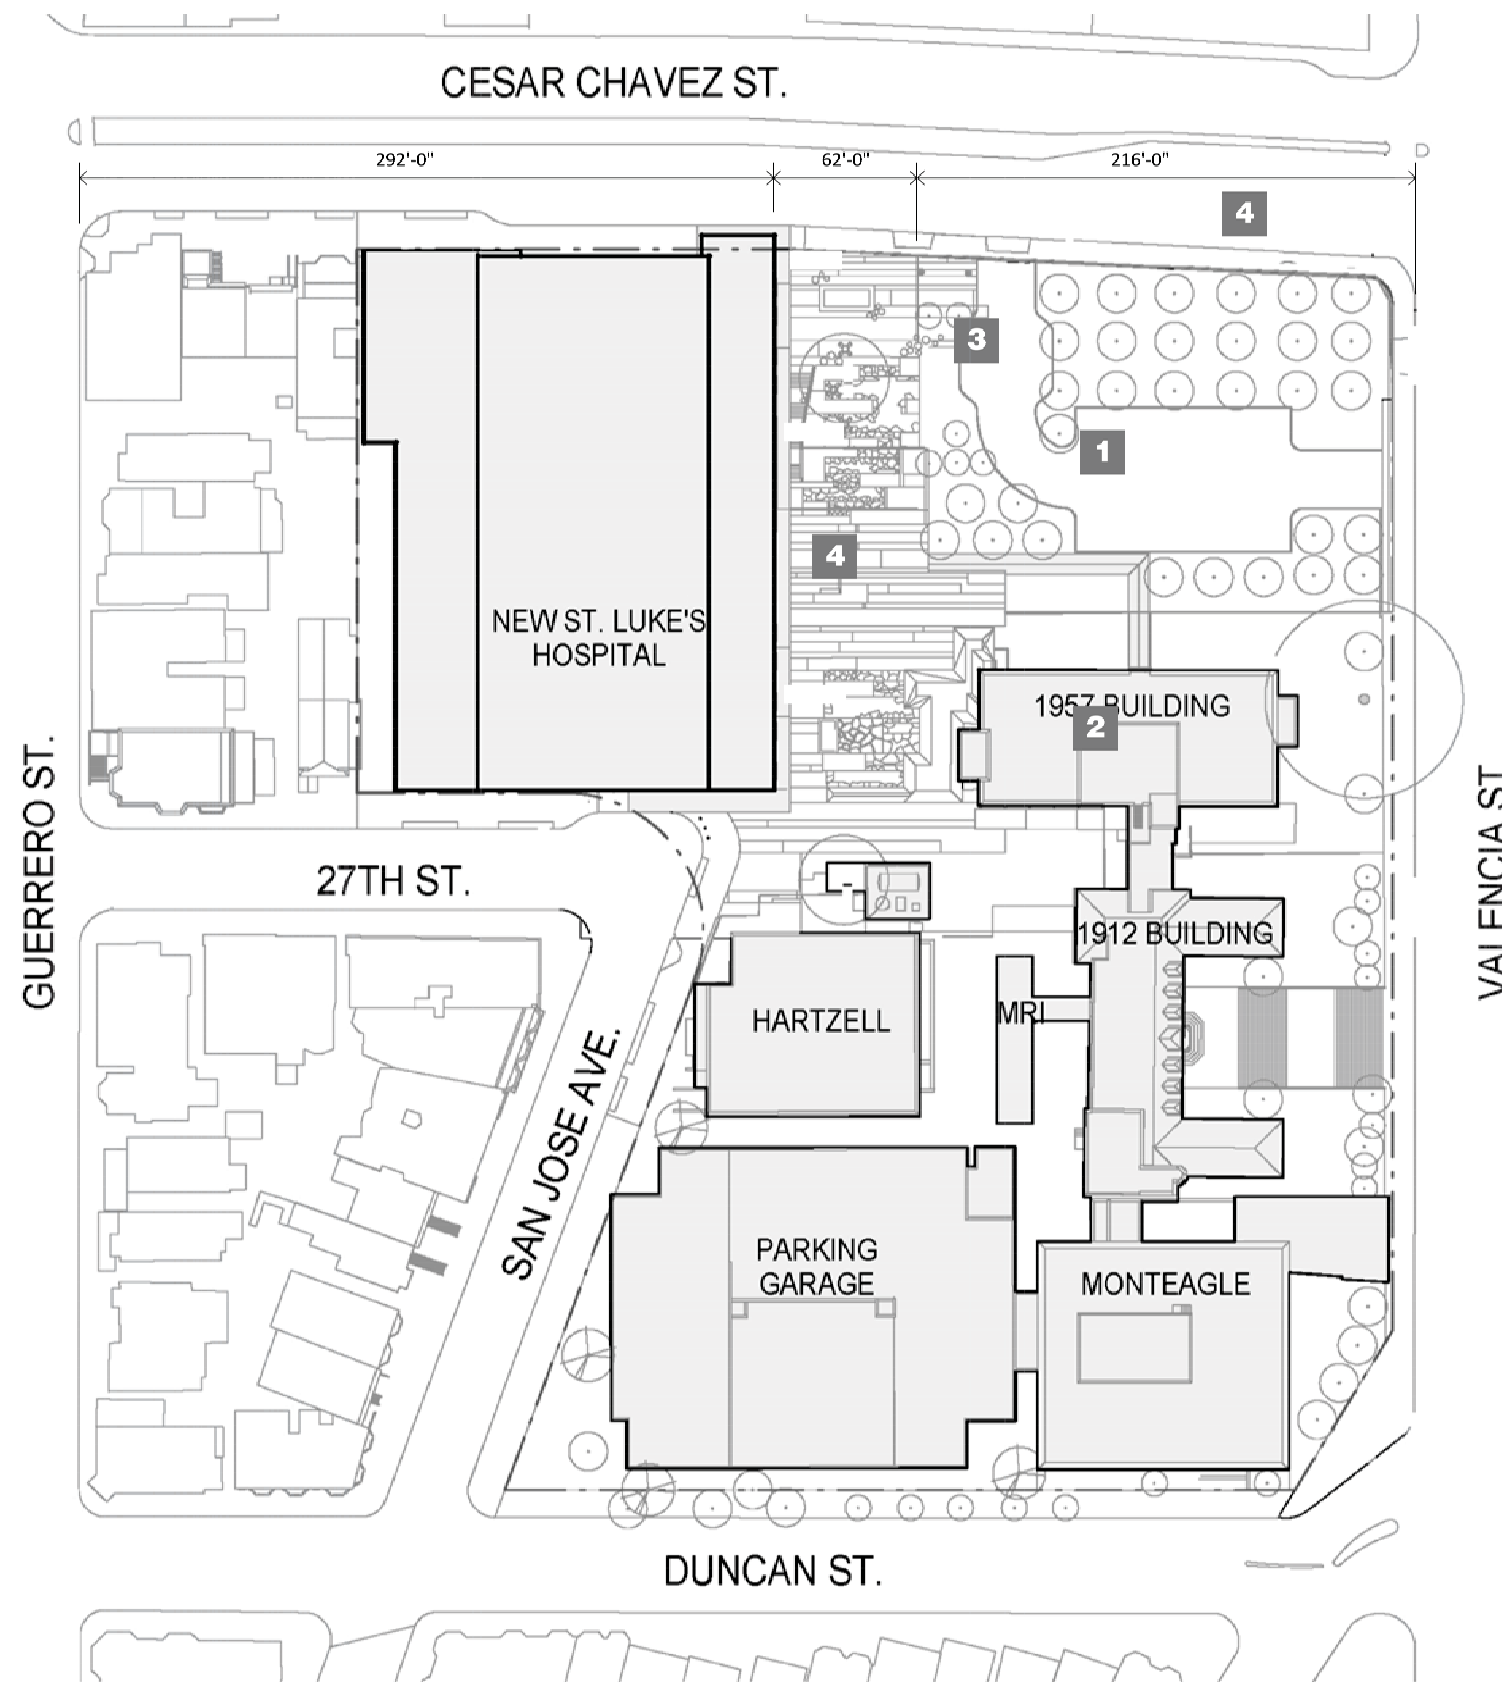 CESAR CHAVEZ ST.
292'-0"
62'-0"
216'-0"
4
3
1
4
NEW ST. LUKE'S
HOSPITAL
1957 BUILDING
2
GUERRERO ST.
VALENCIA ST
27TH ST.
1912 BUILDING
HARTZELL
MRI
SAN JOSE AVE.
PARKING
GARAGE
MONTEAGLE
DUNCAN ST.